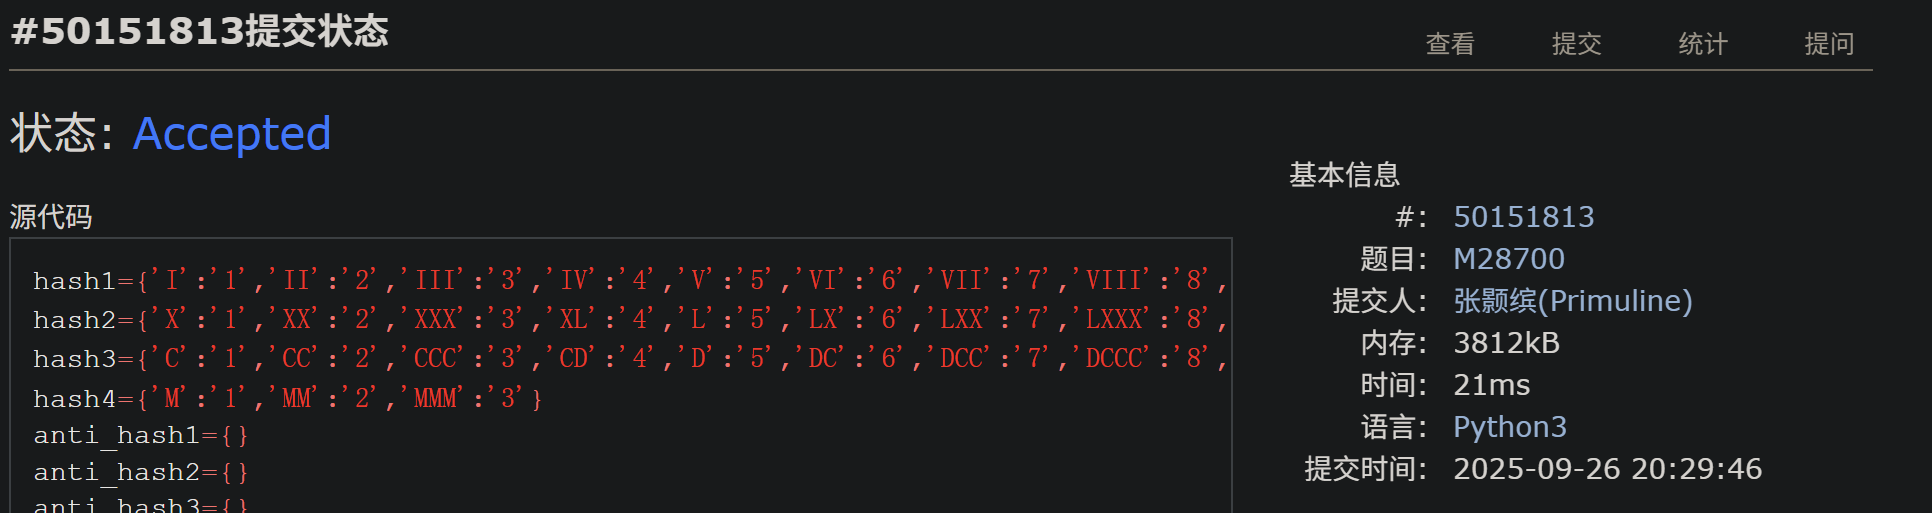 #50151813提交状态
查看 提交 统计 提问
状态: Accepted
源代码
hash1={'I':'1','II':'2','III':'3','IV':'4','V':'5','VI':'6','VII':'7','VIII':'8',
hash2={'X':'1','XX':'2','XXX':'3','XL':'4','L':'5','LX':'6','LXX':'7','LXXX':'8',
hash3={'C':'1','CC':'2','CCC':'3','CD':'4','D':'5','DC':'6','DCC':'7','DCCC':'8',
hash4={'M':'1','MM':'2','MMM':'3'}
anti_hash1={}
anti_hash2={}
anti_hash3={}
基本信息
#: 50151813
题目: M28700
提交人: 张颢缤(Primuline)
内存: 3812kB
时间: 21ms
语言: Python3
提交时间: 2025-09-26 20:29:46